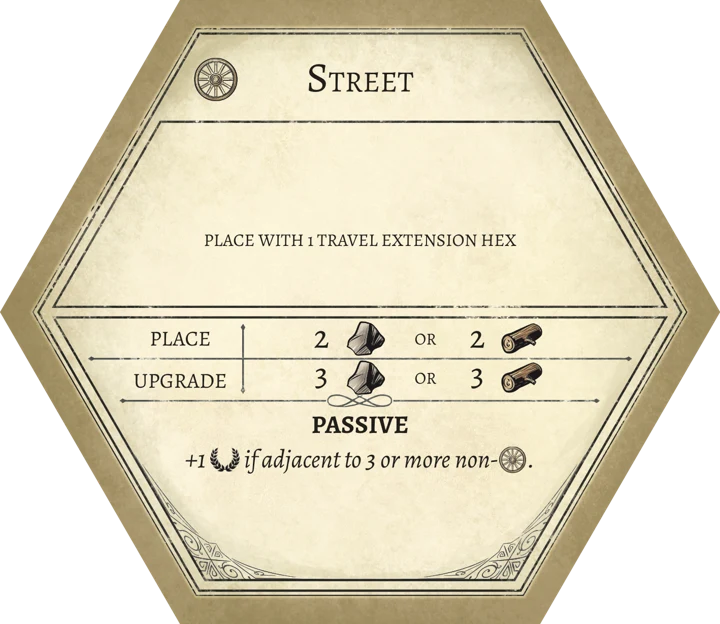 STREET
PLACE WITH 1 TRAVEL EXTENSION HEX
PLACE 2 OR 2
UPGRADE 3 OR 3
PASSIVE
+1 if adjacent to 3 or more non- .